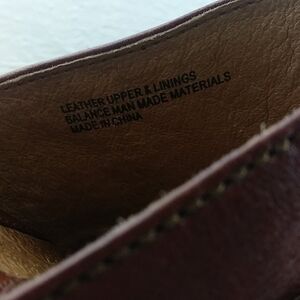 LEATHER UPPER & LININGS
BALANCE MAN MADE MATERIALS
MADE IN CHINA